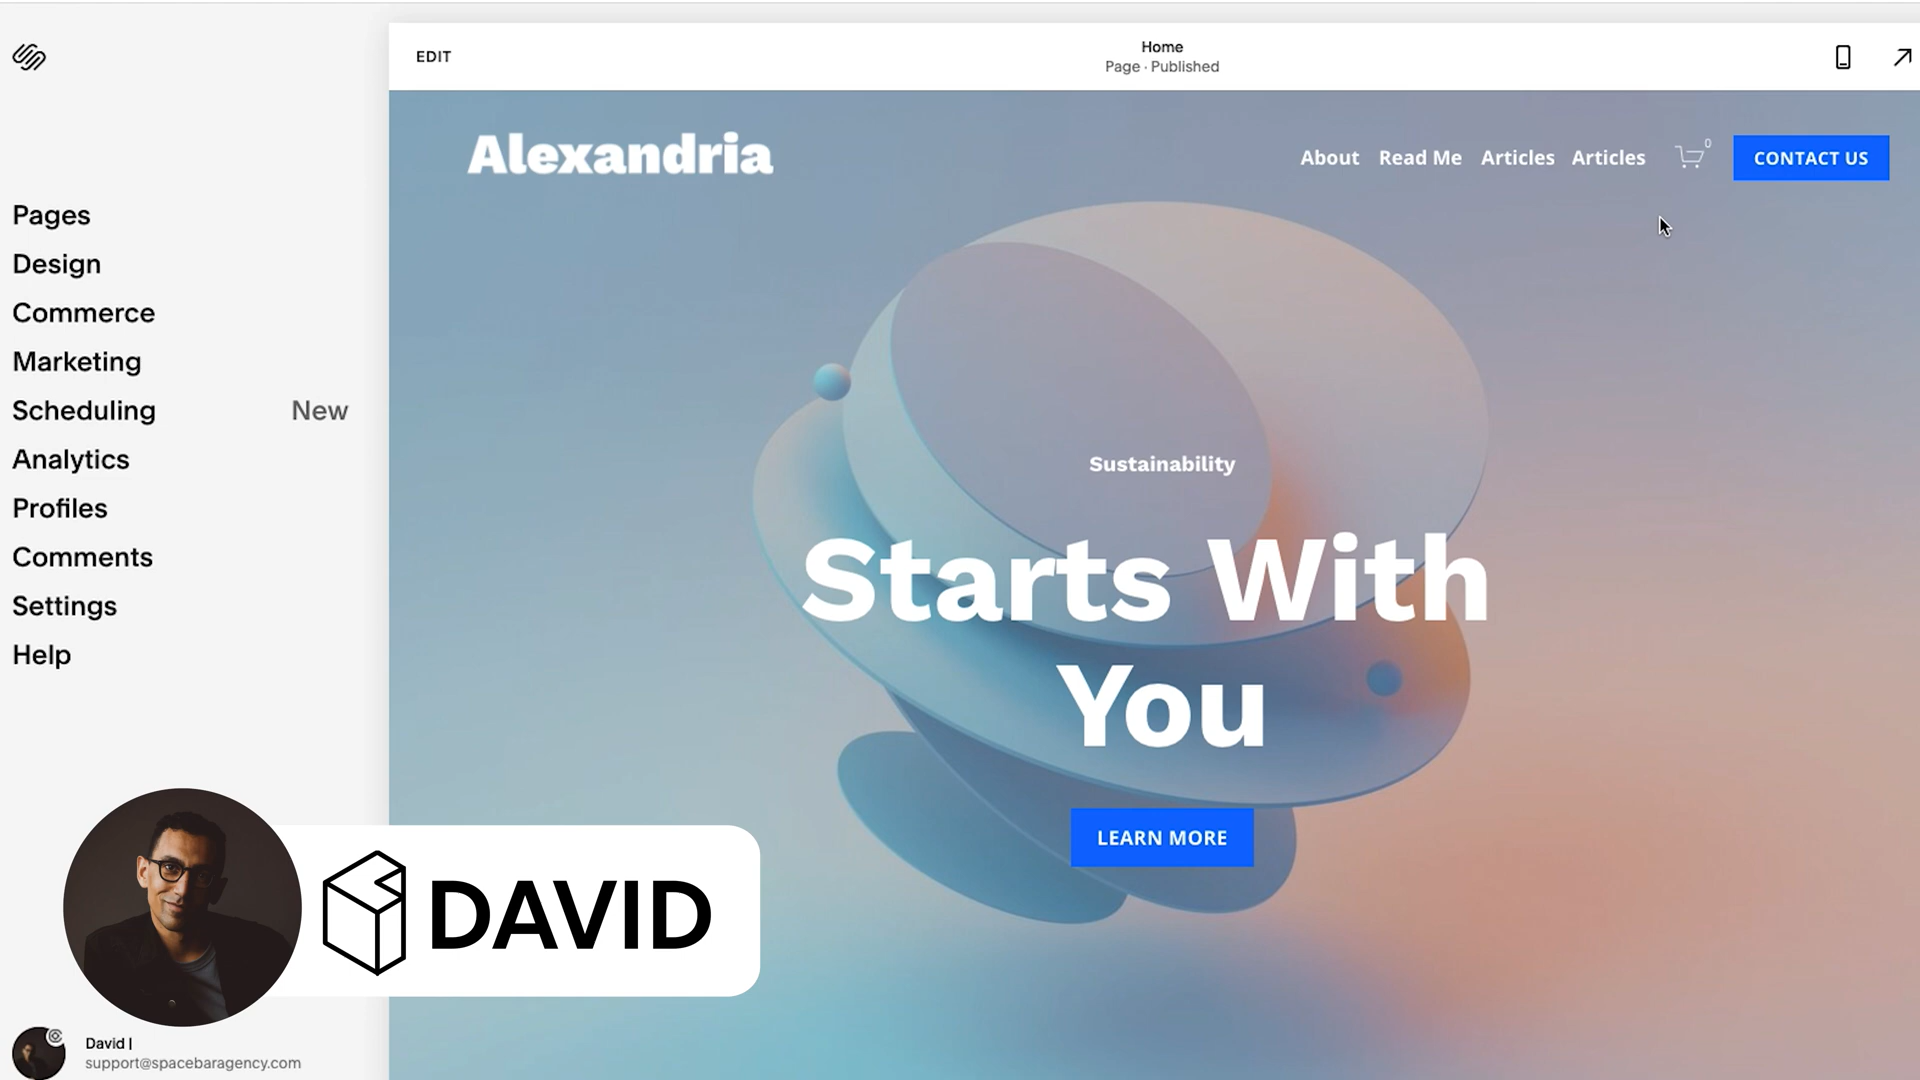 EDIT
Home
Page · Published
Alexandria
About Read Me Articles Articles 0 CONTACT US
Pages
Design
Commerce
Marketing
Scheduling New
Analytics
Profiles
Comments
Settings
Help
Sustainability
Starts With
You
LEARN MORE
DAVID
David |
support@spacebaragency.com